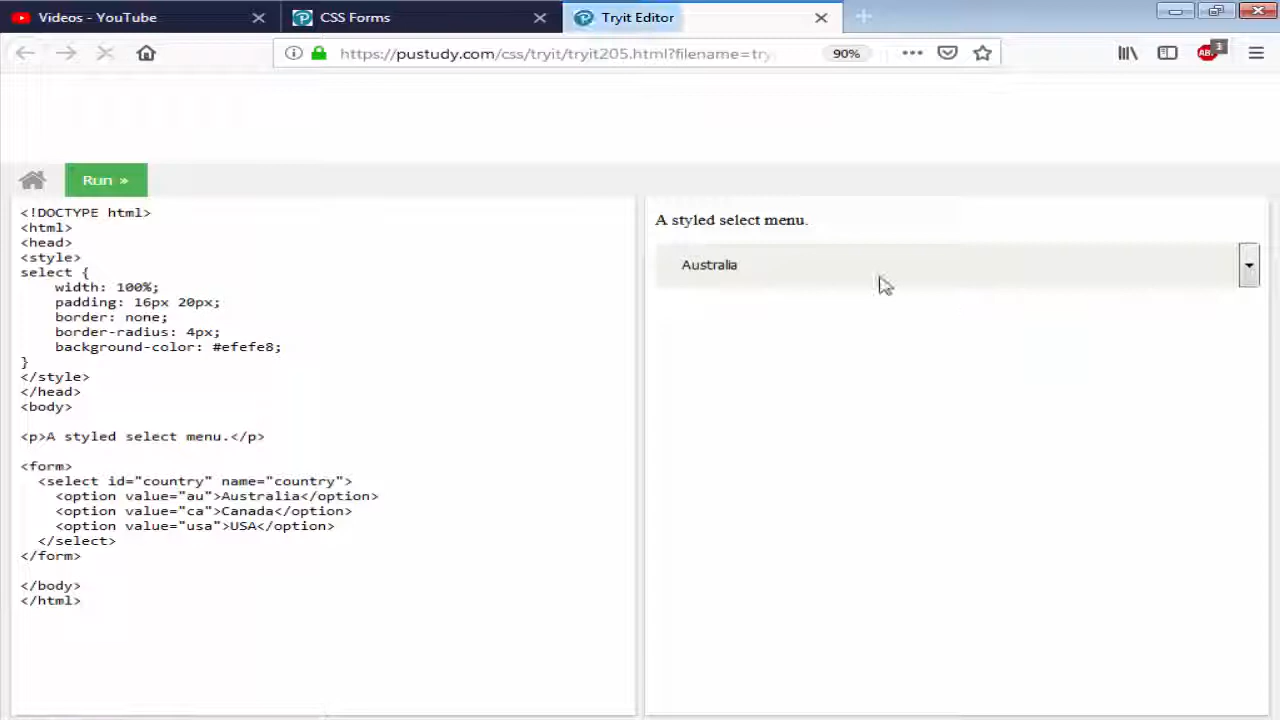 Videos - YouTube
CSS Forms
Tryit Editor
https://pustudy.com/css/tryit/tryit205.html?filename=try
90%
ABP
3
Run »
<!DOCTYPE html>
<html>
<head>
<style>
select {
    width: 100%;
    padding: 16px 20px;
    border: none;
    border-radius: 4px;
    background-color: #efefe8;
}
</style>
</head>
<body>
<p>A styled select menu.</p>
<form>
  <select id="country" name="country">
    <option value="au">Australia</option>
    <option value="ca">Canada</option>
    <option value="usa">USA</option>
  </select>
</form>
</body>
</html>
A styled select menu.
Australia